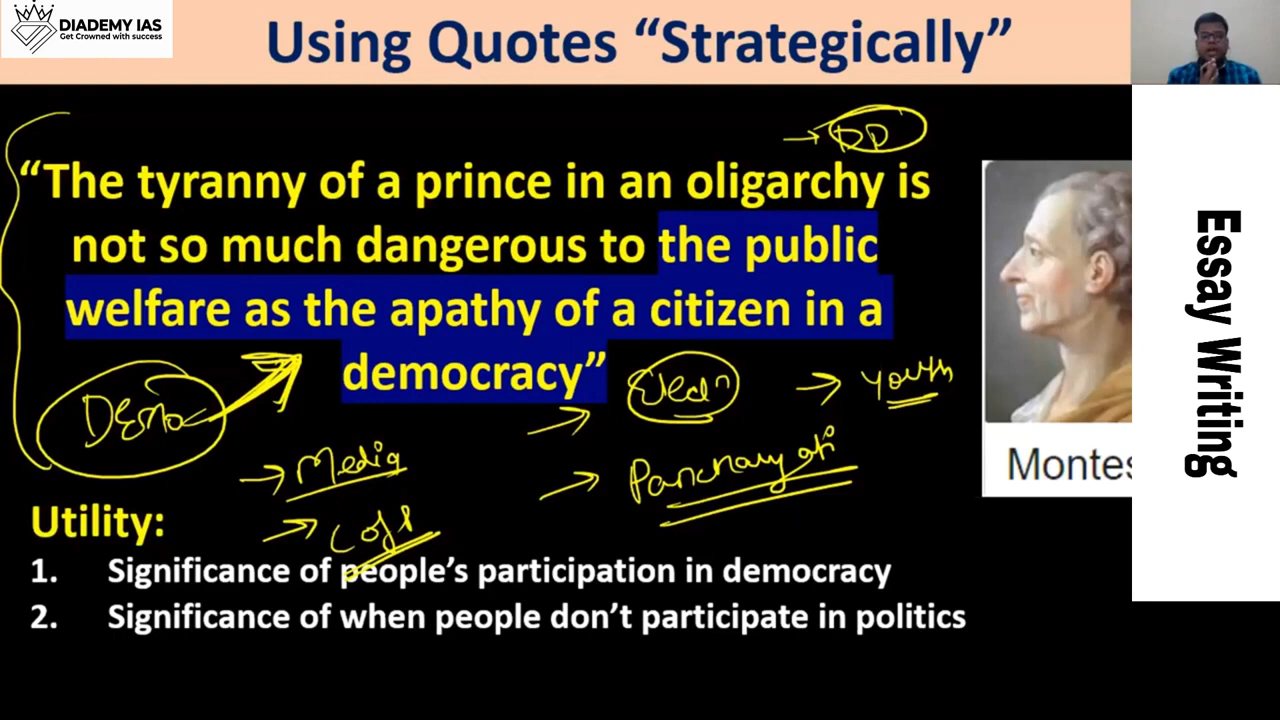 DIADEMY IAS
Get Crowned with success
Using Quotes “Strategically”
DD
“The tyranny of a prince in an oligarchy is
not so much dangerous to the public
welfare as the apathy of a citizen in a
democracy”
Youth
Demo
Media
Panchayati
Montes
Utility:
1. Significance of people’s participation in democracy
2. Significance of when people don’t participate in politics
Essay Writing